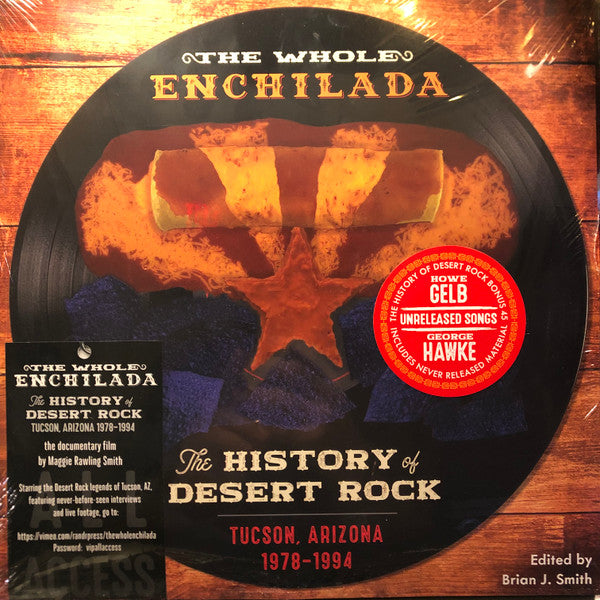 THE WHOLE
ENCHILADA
THE HISTORY OF DESERT ROCK BONUS 45
HOWE
GELB
UNRELEASED SONGS
GEORGE
HAWKE
INCLUDES NEVER RELEASED MATERIAL
THE WHOLE
ENCHILADA
The HISTORY of
DESERT ROCK
TUCSON, ARIZONA 1978-1994
the documentary film
by Maggie Rawling Smith
Starring the Desert Rock legends of Tucson, AZ,
featuring never-before-seen interviews
and live footage, go to:
https://vimeo.com/randrpress/thewholenchilada
Password: vipallaccess
ALL
ACCESS
The HISTORY of
DESERT ROCK
TUCSON, ARIZONA
1978-1994
Edited by
Brian J. Smith